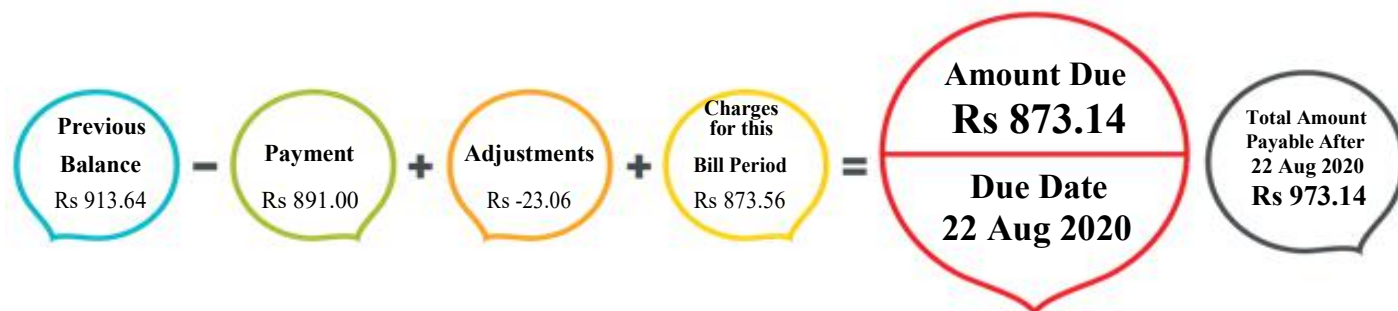 Previous
Balance
Rs 913.64
-
Payment
Rs 891.00
+
Adjustments
Rs -23.06
+
Charges
for this
Bill Period
Rs 873.56
=
Amount Due
Rs 873.14
Due Date
22 Aug 2020
Total Amount
Payable After
22 Aug 2020
Rs 973.14